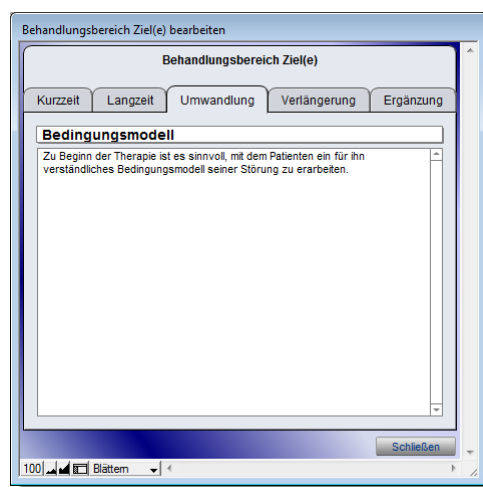 Behandlungsbereich Ziel(e) bearbeiten
Behandlungsbereich Ziel(e)
Kurzzeit Langzeit Umwandlung Verlängerung Ergänzung
Bedingungsmodell
Zu Beginn der Therapie ist es sinnvoll, mit dem Patienten ein für ihn
verständliches Bedingungsmodell seiner Störung zu erarbeiten.
Schließen
100 Blättern